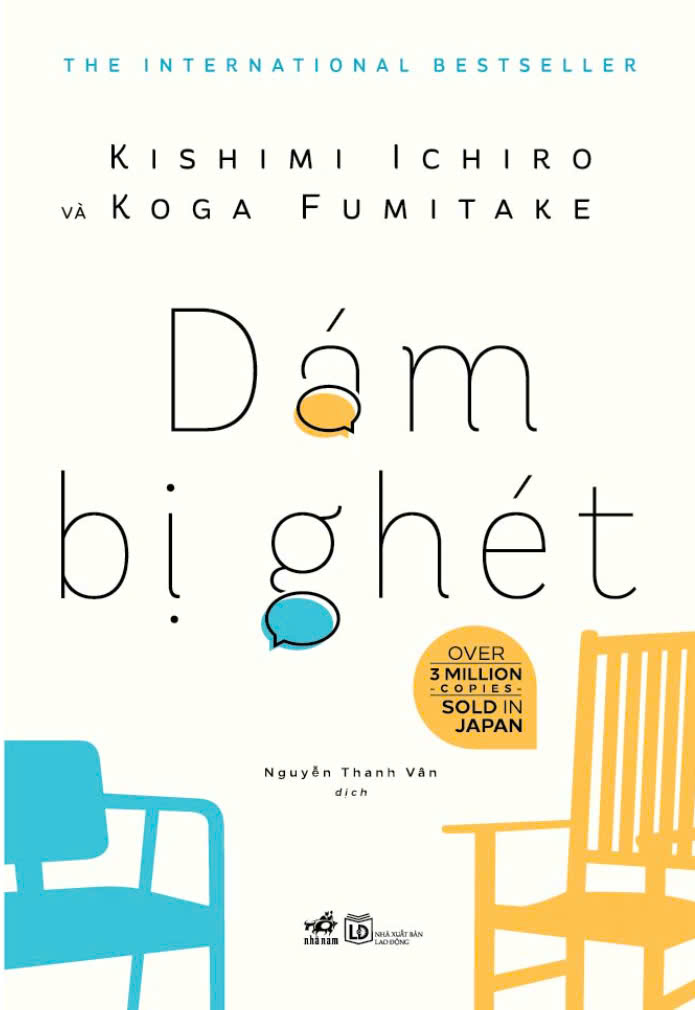 THE INTERNATIONAL BESTSELLER
KISHIMI ICHIRO
VÀ KOGA FUMITAKE
Dám
bị ghét
OVER
3 MILLION
-COPIES-
SOLD IN
JAPAN
Nguyễn Thanh Vân
dịch
nhã nam
LĐ
NHÀ XUẤT BẢN
LAO ĐỘNG